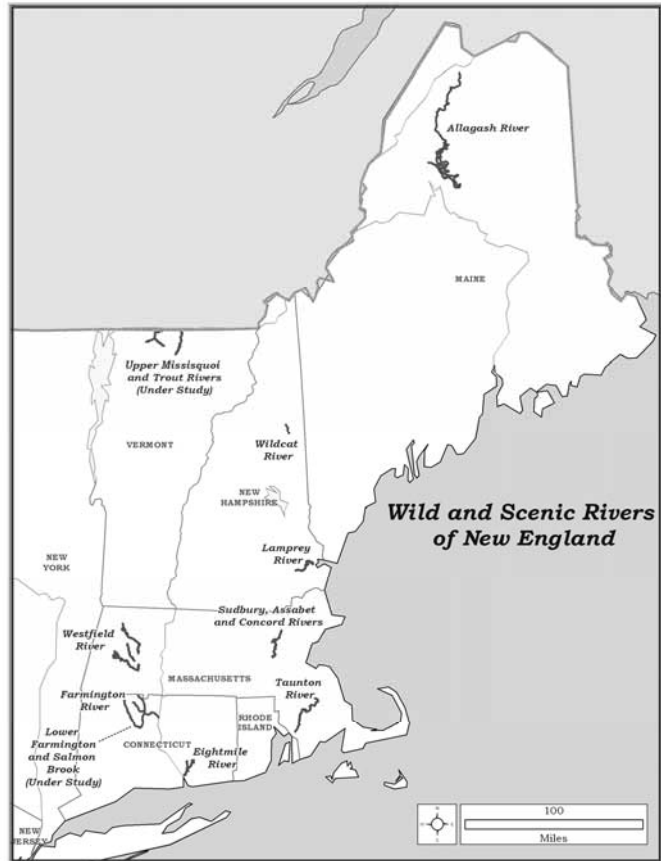 Allagash River
MAINE
Upper Missisquoi
and Trout Rivers
(Under Study)
VERMONT
Wildcat
River
NEW
HAMPSHIRE
Wild and Scenic Rivers
of New England
NEW
YORK
Lamprey
River
Sudbury, Assabet
and Concord Rivers
Westfield
River
MASSACHUSETTS
Taunton
River
Farmington
River
RHODE
ISLAND
Lower
Farmington
and Salmon
Brook
(Under Study)
CONNECTICUT
Eightmile
River
NEW
JERSEY
100
Miles